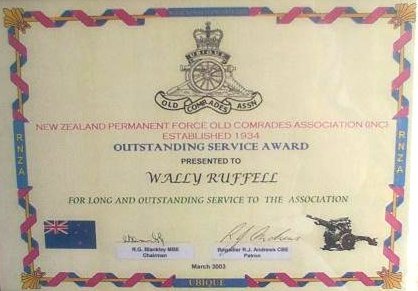 OLD COMRADES ASSN
NEW ZEALAND PERMANENT FORCE OLD COMRADES ASSOCIATION (INC)
ESTABLISHED 1934
OUTSTANDING SERVICE AWARD
PRESENTED TO
WALLY RUFFELL
FOR LONG AND OUTSTANDING SERVICE TO THE ASSOCIATION
RNZA
RNZA
R.G. Blackley MBE
Chairman
Brigadier R.J. Andrews CBE
Patron
March 2003
UBIQUE